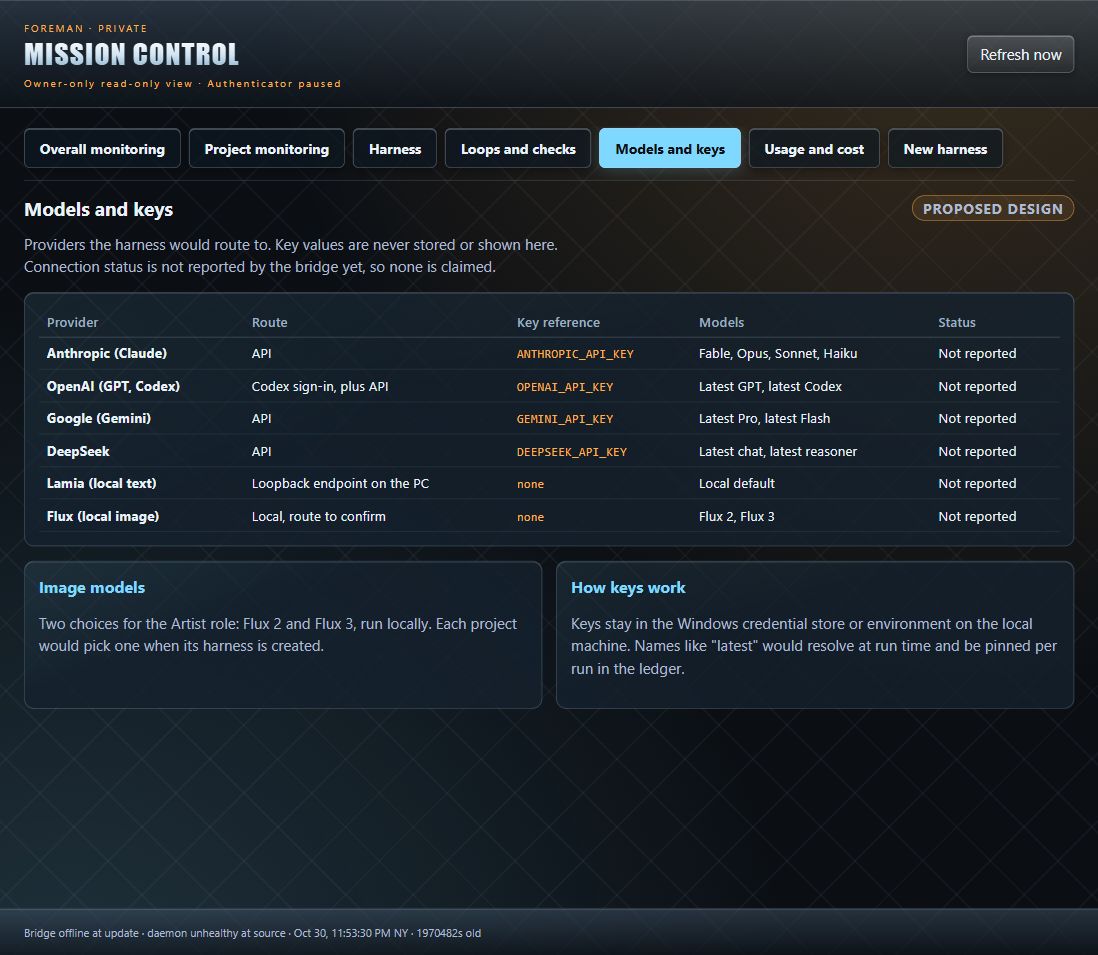 FOREMAN · PRIVATE
MISSION CONTROL
Owner-only read-only view · Authenticator paused
Refresh now
Overall monitoring
Project monitoring
Harness
Loops and checks
Models and keys
Usage and cost
New harness
Models and keys
PROPOSED DESIGN
Providers the harness would route to. Key values are never stored or shown here.
Connection status is not reported by the bridge yet, so none is claimed.
Provider Route Key reference Models Status
Anthropic (Claude) API ANTHROPIC_API_KEY Fable, Opus, Sonnet, Haiku Not reported
OpenAI (GPT, Codex) Codex sign-in, plus API OPENAI_API_KEY Latest GPT, latest Codex Not reported
Google (Gemini) API GEMINI_API_KEY Latest Pro, latest Flash Not reported
DeepSeek API DEEPSEEK_API_KEY Latest chat, latest reasoner Not reported
Lamia (local text) Loopback endpoint on the PC none Local default Not reported
Flux (local image) Local, route to confirm none Flux 2, Flux 3 Not reported
Image models
Two choices for the Artist role: Flux 2 and Flux 3, run locally. Each project
would pick one when its harness is created.
How keys work
Keys stay in the Windows credential store or environment on the local
machine. Names like "latest" would resolve at run time and be pinned per
run in the ledger.
Bridge offline at update · daemon unhealthy at source · Oct 30, 11:53:30 PM NY · 1970482s old